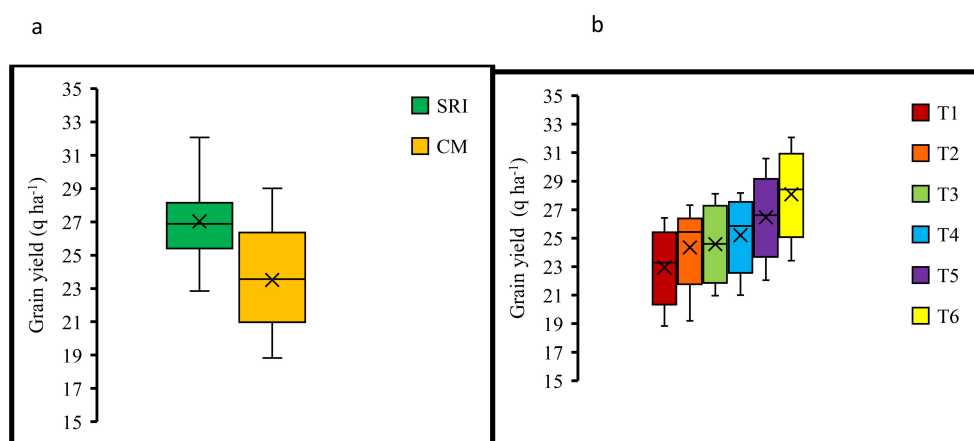 a
b
35
33
31
29
27
25
23
21
19
17
15
Grain yield (q ha⁻¹)
SRI
CM
35
33
31
29
27
25
23
21
19
17
15
Grain yield (q ha⁻¹)
T1
T2
T3
T4
T5
T6